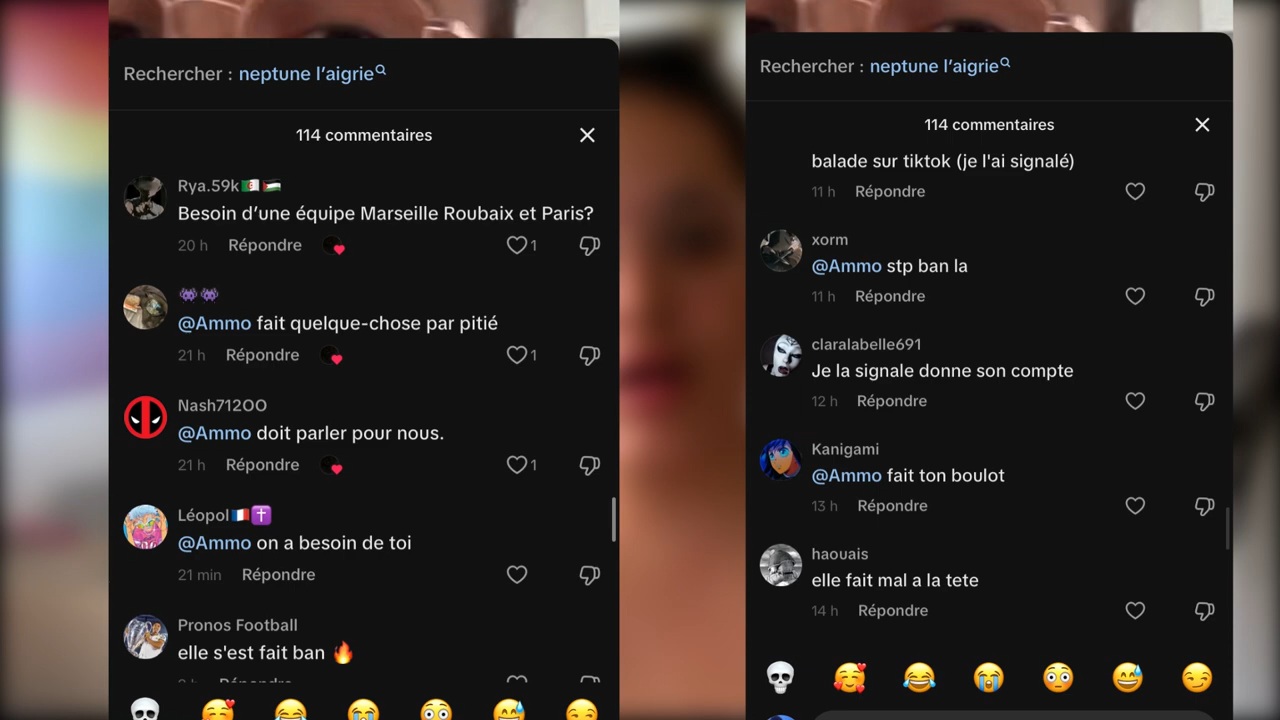 Rechercher : neptune l’aigrie
114 commentaires
Rya.59k🇩🇿🇵🇸
Besoin d’une équipe Marseille Roubaix et Paris?
20 h Répondre 1
👾👾
@Ammo fait quelque-chose par pitié
21 h Répondre 1
Nash71200
@Ammo doit parler pour nous.
21 h Répondre 1
Léopol🇫🇷✝️
@Ammo on a besoin de toi
21 min Répondre
Pronos Football
elle s'est fait ban 🔥
Répondre
Rechercher : neptune l’aigrie
114 commentaires
balade sur tiktok (je l'ai signalé)
11 h Répondre
xorm
@Ammo stp ban la
11 h Répondre
claralabelle691
Je la signale donne son compte
12 h Répondre
Kanigami
@Ammo fait ton boulot
13 h Répondre
haouais
elle fait mal a la tete
14 h Répondre